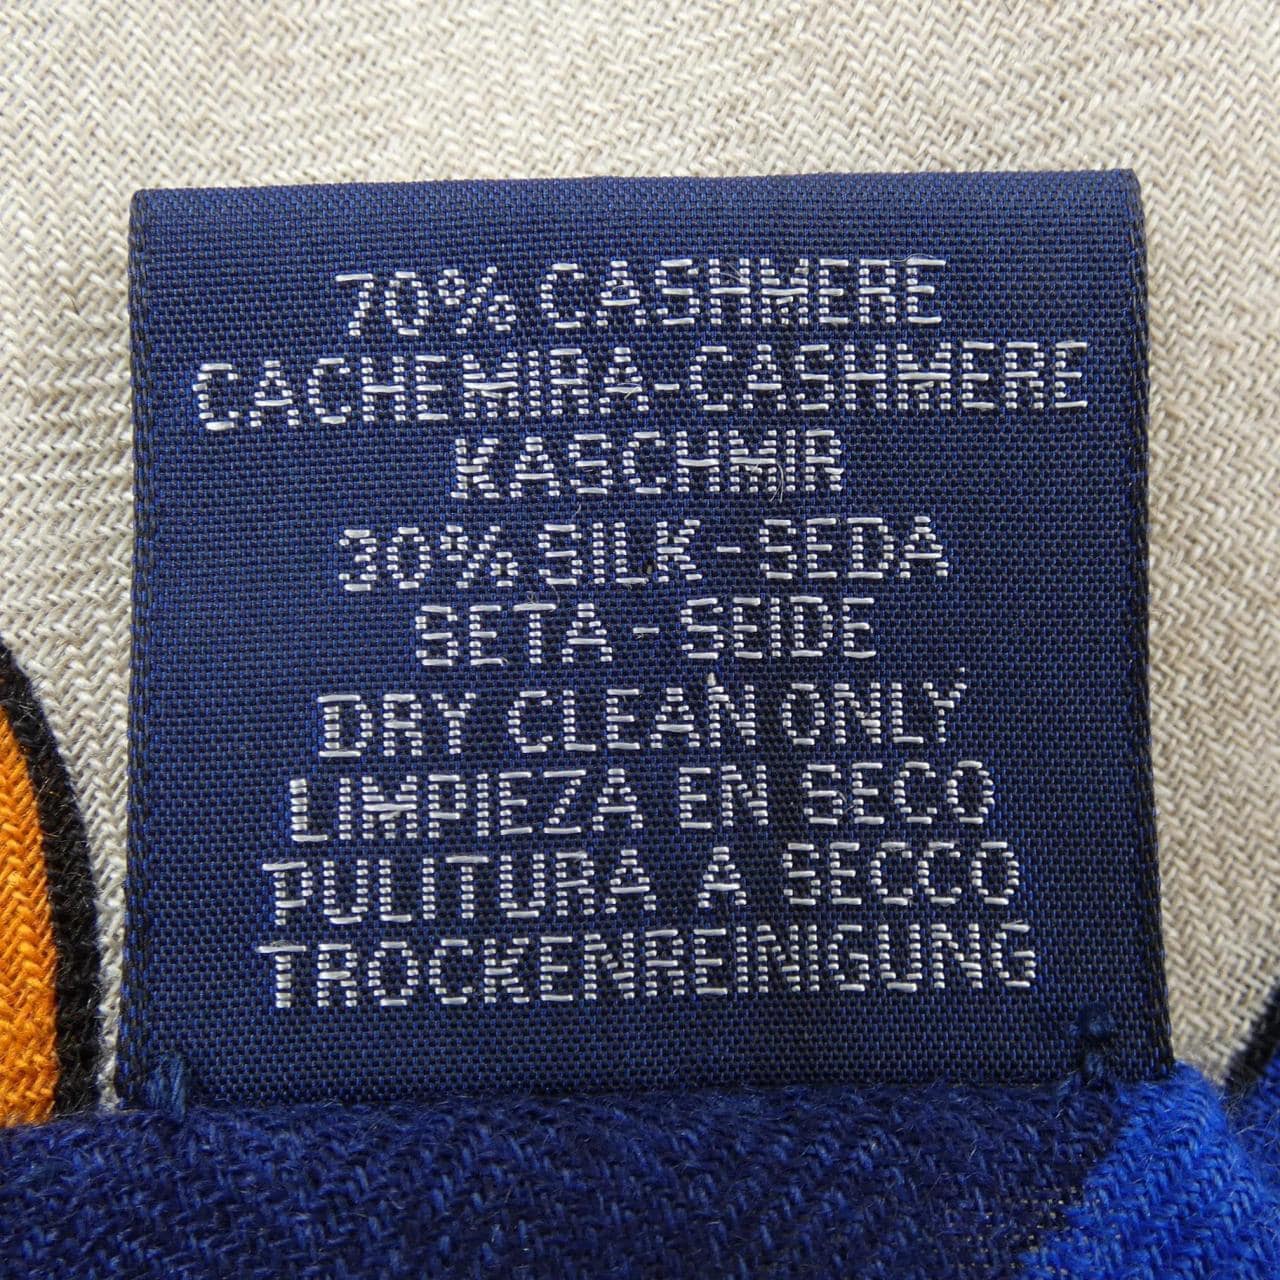 70% CASHMERE
CACHEMIRA-CASHMERE
KASCHMIR
30% SILK - SEDA
SETA - SEIDE
DRY CLEAN ONLY
LIMPIEZA EN SECO
PULITURA A SECCO
TROCKENREINIGUNG